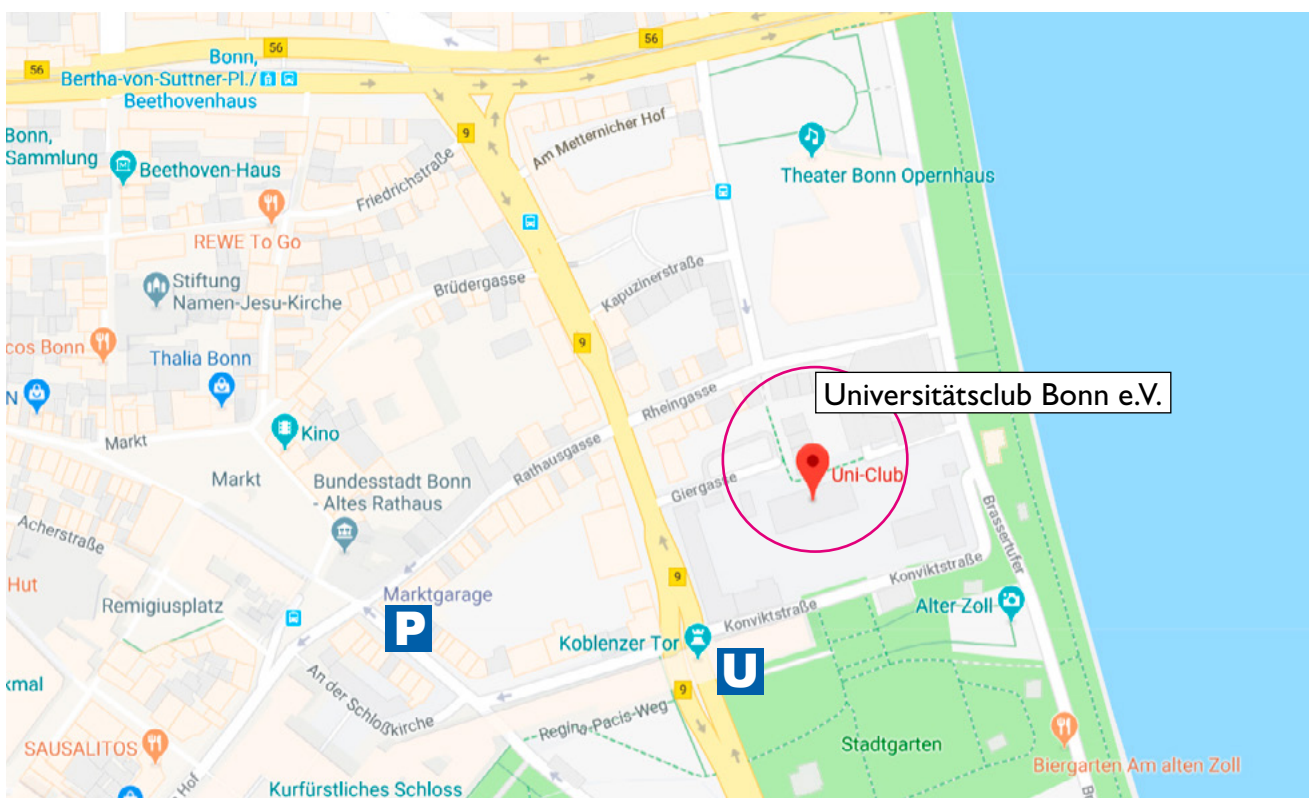 56
56
56
Bonn,
Bertha-von-Suttner-Pl./
Beethovenhaus
Bonn,
Sammlung
Beethoven-Haus
9
Am Metternicher Hof
Theater Bonn Opernhaus
Friedrichstraße
REWE To Go
Stiftung
Namen-Jesu-Kirche
Brüdergasse
Kapuzinerstraße
cos Bonn
Thalia Bonn
9
N
Rheingasse
Universitätsclub Bonn e.V.
Markt
Kino
Markt
Rathausgasse
Bundesstadt Bonn
- Altes Rathaus
Giergasse
Uni-Club
Acherstraße
Brassertufer
Hut
Remigiusplatz
Marktgarage
P
9
Konviktstraße
Konviktstraße
Alter Zoll
Koblenzer Tor
U
kmal
An der Schloßkirche
9
Regina-Pacis-Weg
SAUSALITOS
Stadtgarten
Biergarten Am alten Zoll
Hof
Kurfürstliches Schloss
Br